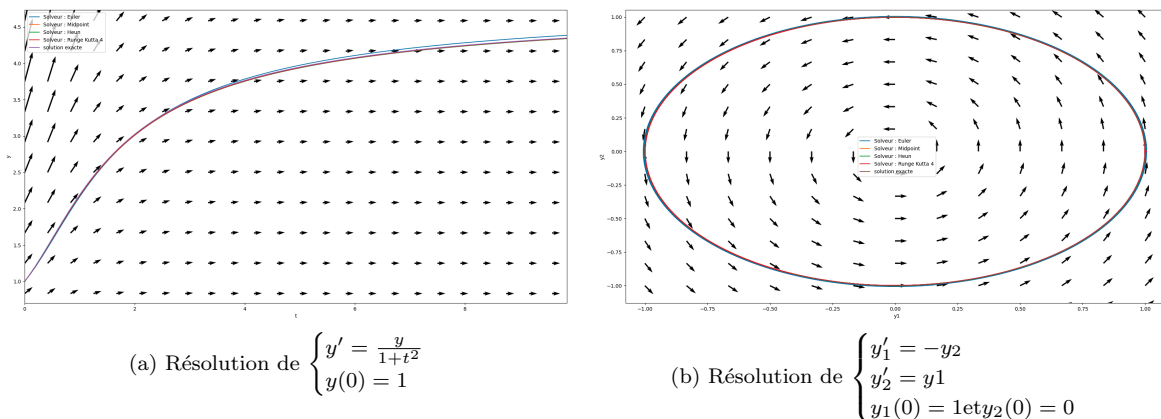 Solveur : Euler
Solveur : Midpoint
Solveur : Heun
Solveur : Runge Kutta 4
solution exacte
4.5
4.0
3.5
3.0
2.5
2.0
1.5
1.0
y
0 2 4 6 8
t
1.00
0.75
0.50
0.25
0.00
−0.25
−0.50
−0.75
−1.00
y2
Solveur : Euler
Solveur : Midpoint
Solveur : Heun
Solveur : Runge Kutta 4
solution exacte
−1.00 −0.75 −0.50 −0.25 0.00 0.25 0.50 0.75 1.00
y1
(a) Résolution de { y′ = y/(1+t²)
y(0) = 1
(b) Résolution de { y′₁ = −y₂
y′₂ = y1
y₁(0) = 1ety₂(0) = 0